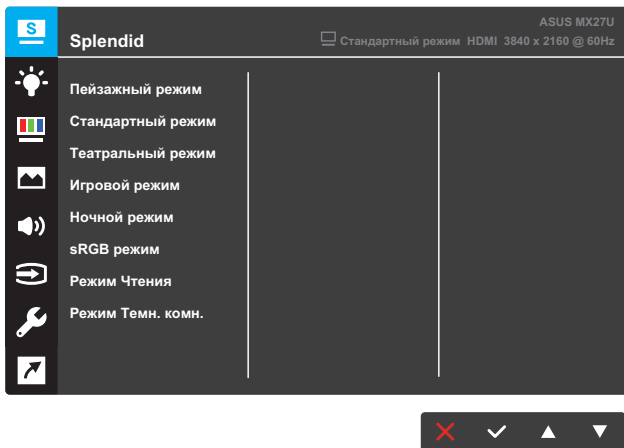 S
ASUS MX27U
Splendid
Стандартный режим HDMI 3840 x 2160 @ 60Hz
Пейзажный режим
Стандартный режим
Театральный режим
Игровой режим
Ночной режим
sRGB режим
Режим Чтения
Режим Темн. комн.